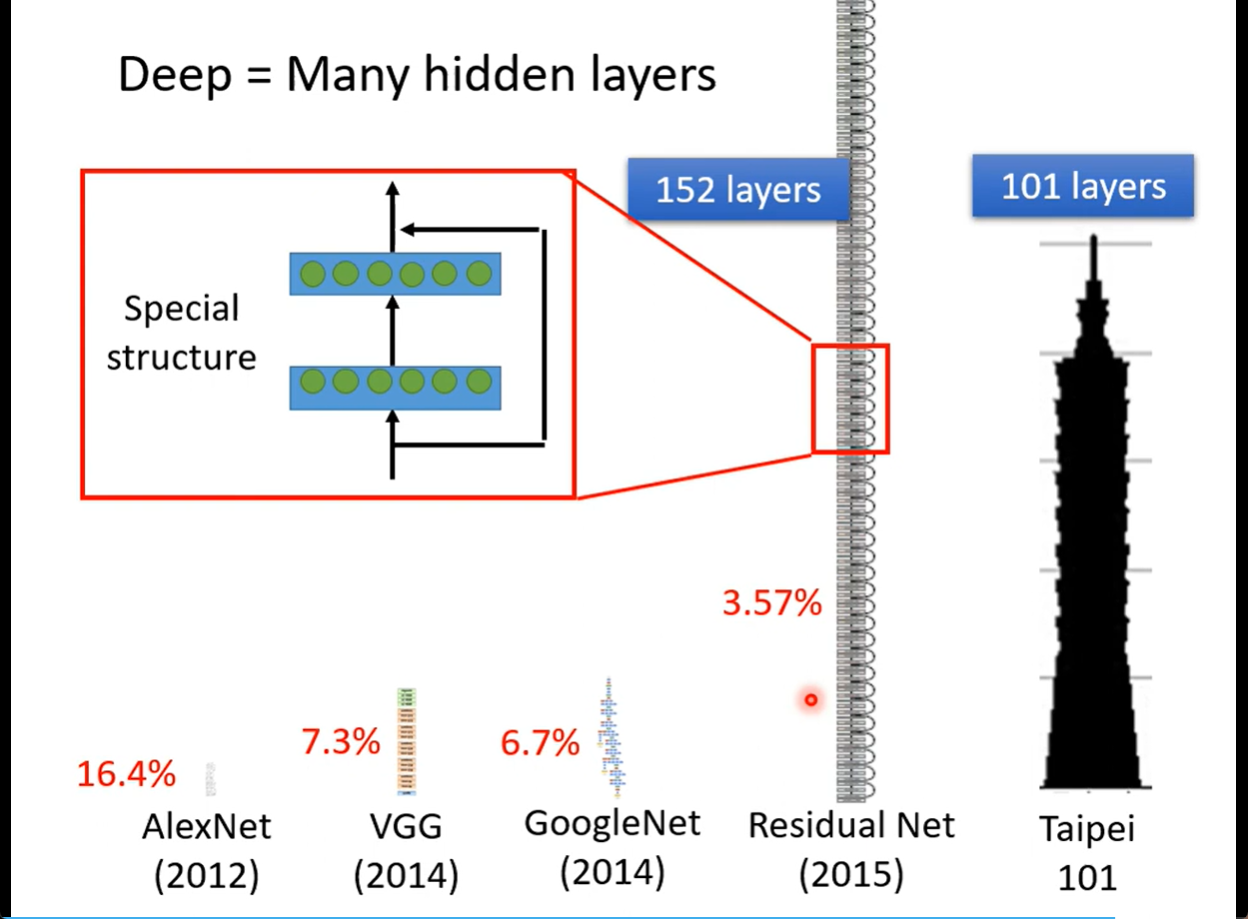 Deep = Many hidden layers
152 layers
101 layers
Special
structure
3.57%
7.3%
6.7%
16.4%
AlexNet
(2012)
VGG
(2014)
GoogleNet
(2014)
Residual Net
(2015)
Taipei
101